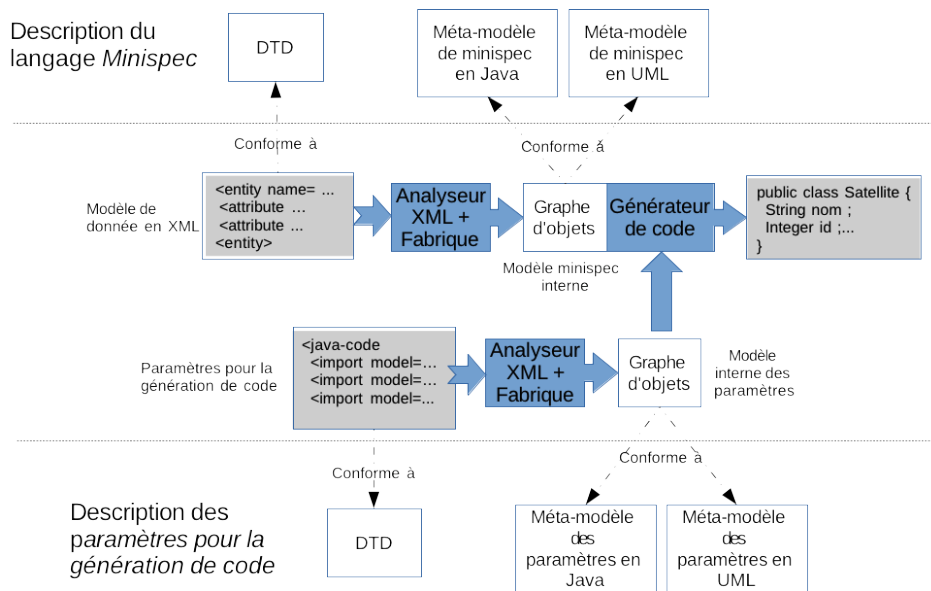 Description du
langage Minispec
DTD
Méta-modèle
de minispec
en Java
Méta-modèle
de minispec
en UML
Conforme à
Conforme à
Modèle de
donnée en XML
<entity name= ...
<attribute ...
<attribute ...
<entity>
Analyseur
XML +
Fabrique
Graphe
d'objets
Générateur
de code
public class Satellite {
String nom ;
Integer id ;...
}
Modèle minispec
interne
Paramètres pour la
génération de code
<java-code
<import model=...
<import model=...
<import model=...
Analyseur
XML +
Fabrique
Graphe
d'objets
Modèle
interne des
paramètres
Conforme à
Conforme à
Description des
paramètres pour la
génération de code
DTD
Méta-modèle
des
paramètres en
Java
Méta-modèle
des
paramètres en
UML